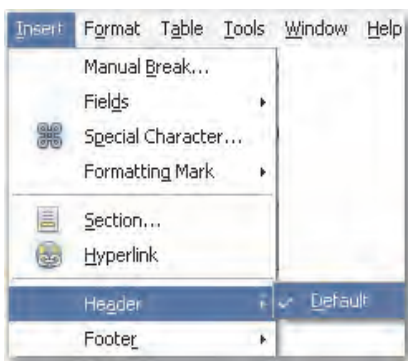 Insert Format Table Tools Window Help
Manual Break...
Fields
Special Character...
Formatting Mark
Section...
Hyperlink
Header Default
Footer